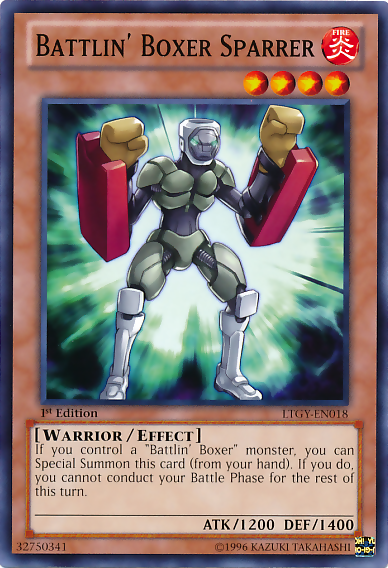 BATTLIN' BOXER SPARRER
FIRE
炎
1st Edition
LTGY-EN018
[WARRIOR/EFFECT]
If you control a "Battlin' Boxer" monster, you can
Special Summon this card (from your hand). If you do,
you cannot conduct your Battle Phase for the rest of
this turn.
ATK/1200 DEF/1400
32750341
©1996 KAZUKI TAKAHASHI